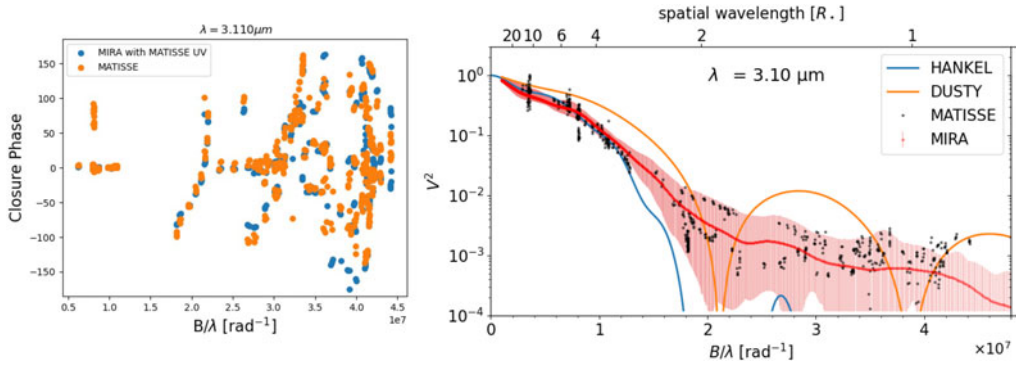 λ = 3.110μm
MIRA with MATISSE UV
MATISSE
Closure Phase
150
100
50
0
−50
−100
−150
0.5
1.0
1.5
2.0
2.5
3.0
3.5
4.0
4.5
1e7
B/λ [rad⁻¹]
spatial wavelength [R⋆]
20 10 6 4 2 1
λ = 3.10 μm
HANKEL
DUSTY
MATISSE
MIRA
V²
10⁰
10⁻¹
10⁻²
10⁻³
10⁻⁴
0 1 2 3 4
×10⁷
B/λ [rad⁻¹]